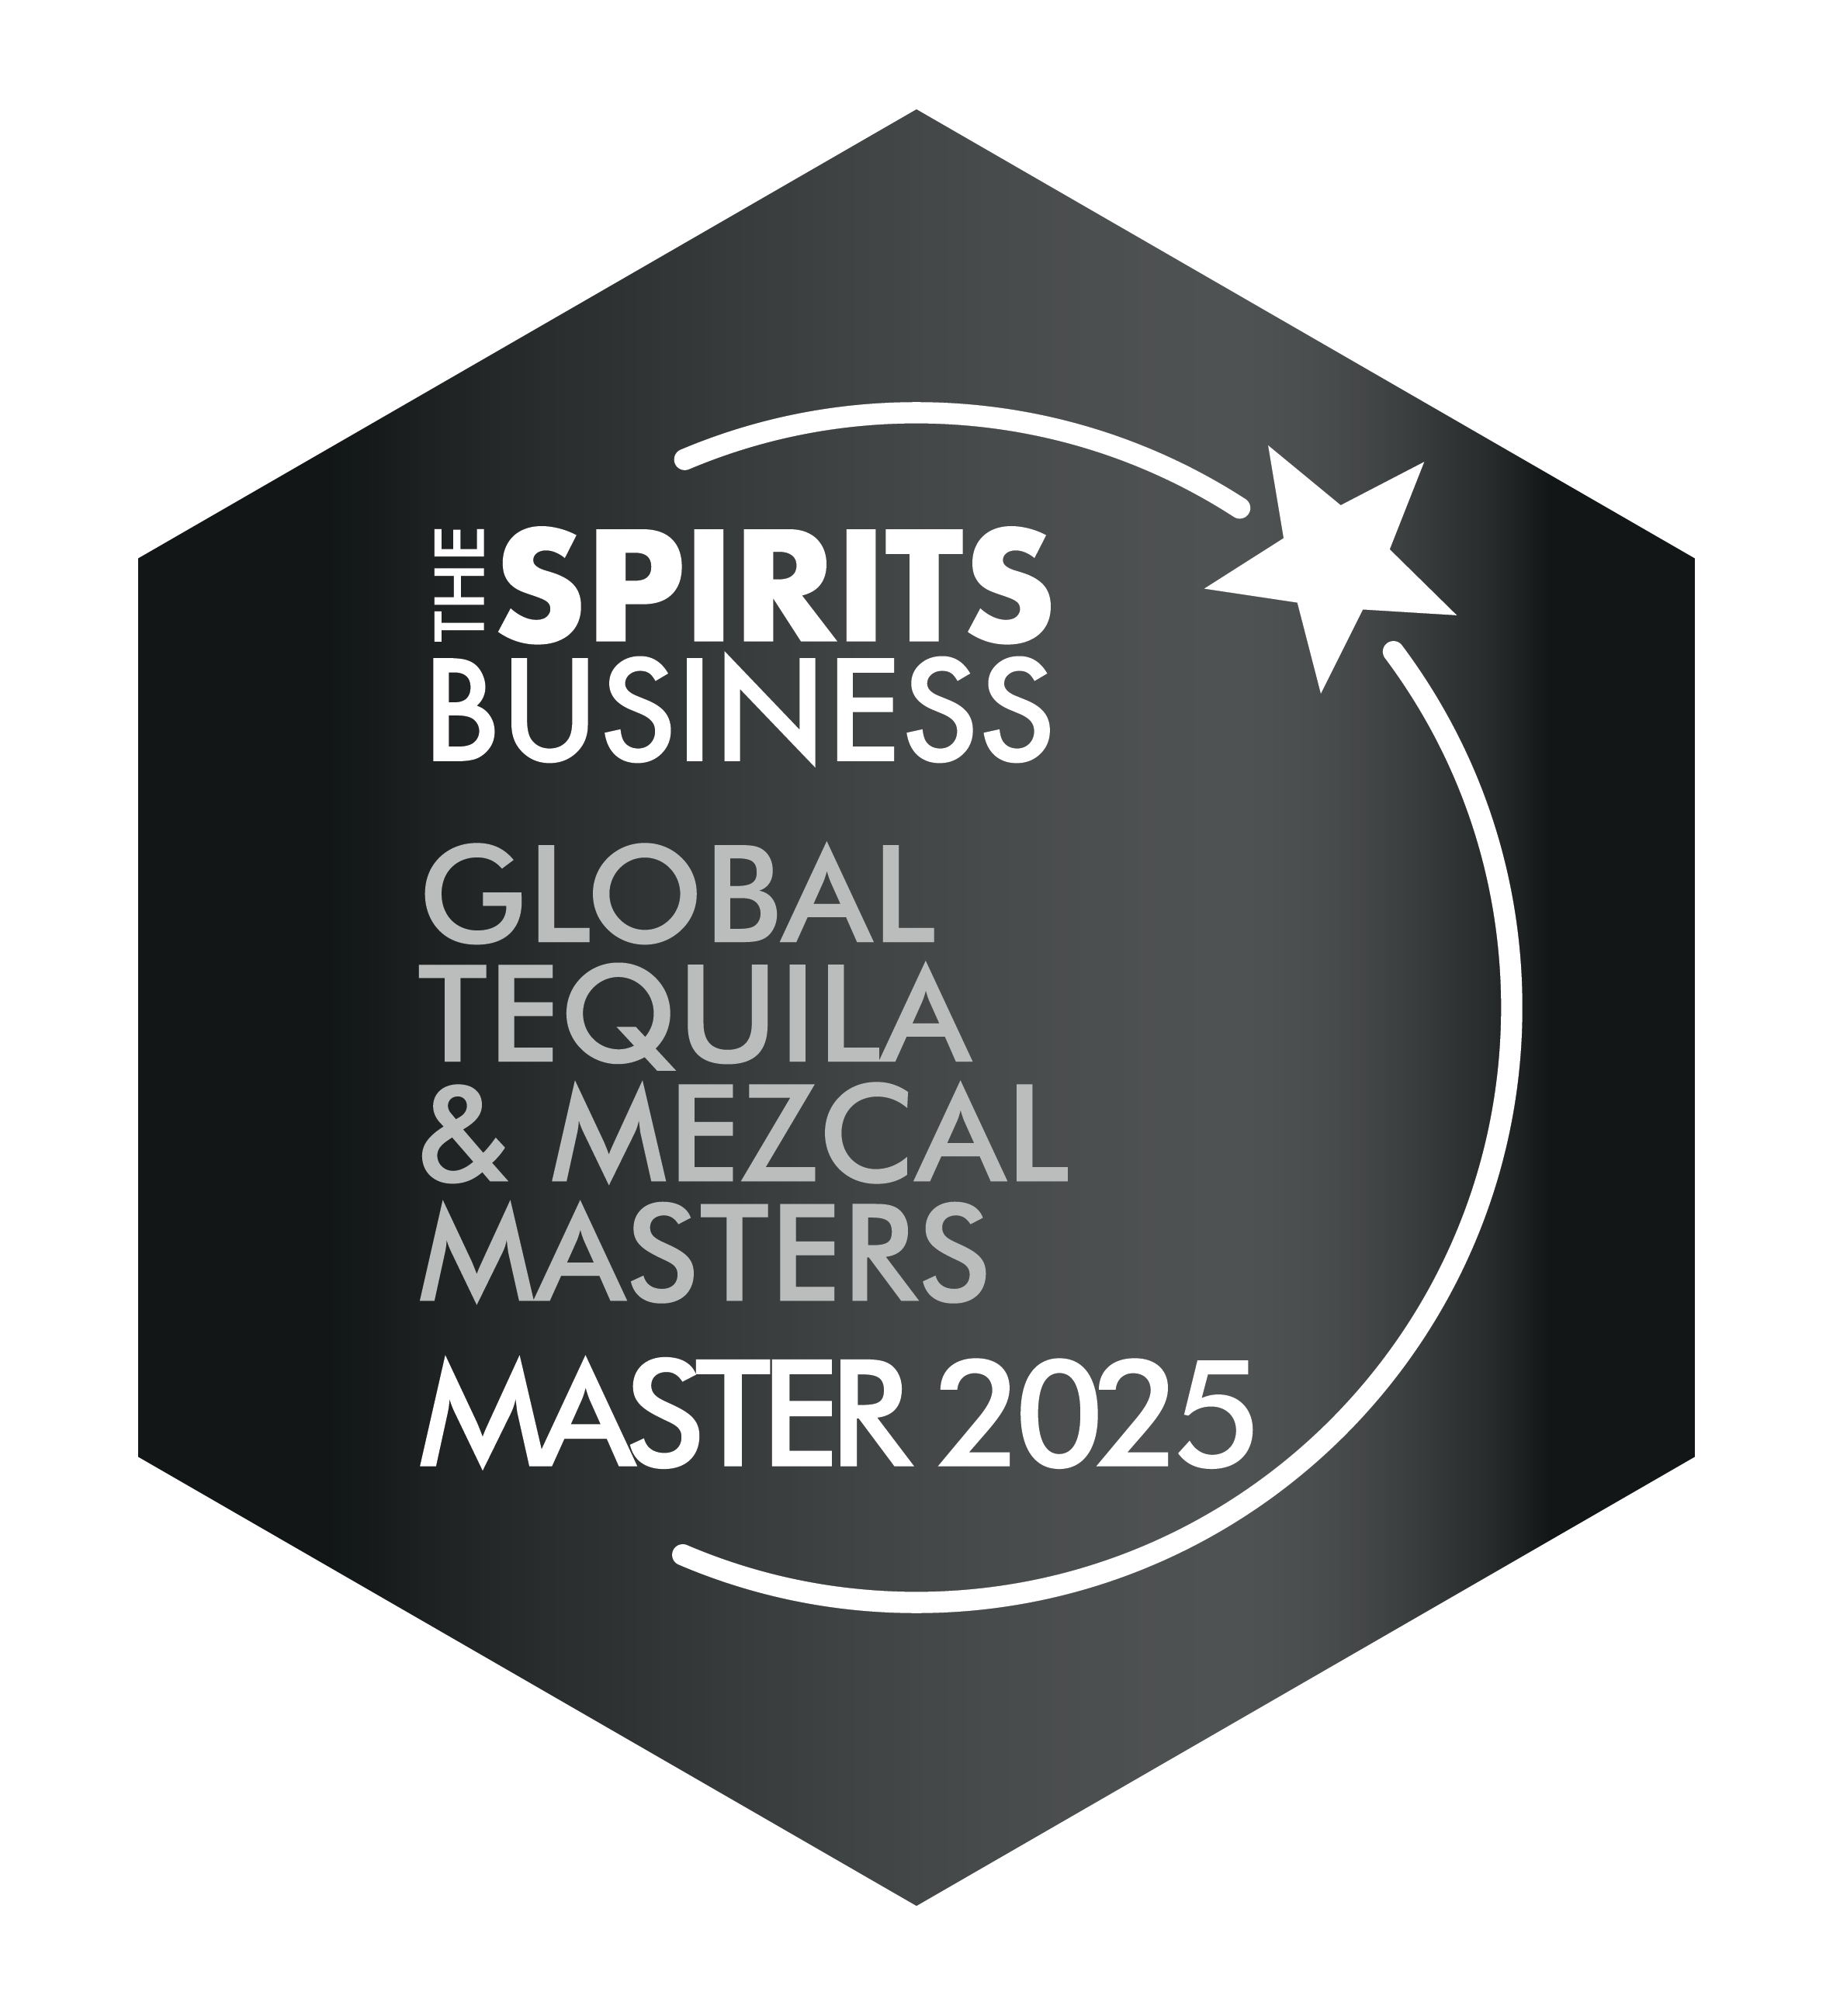 THE SPIRITS
BUSINESS
GLOBAL
TEQUILA
& MEZCAL
MASTERS
MASTER 2025